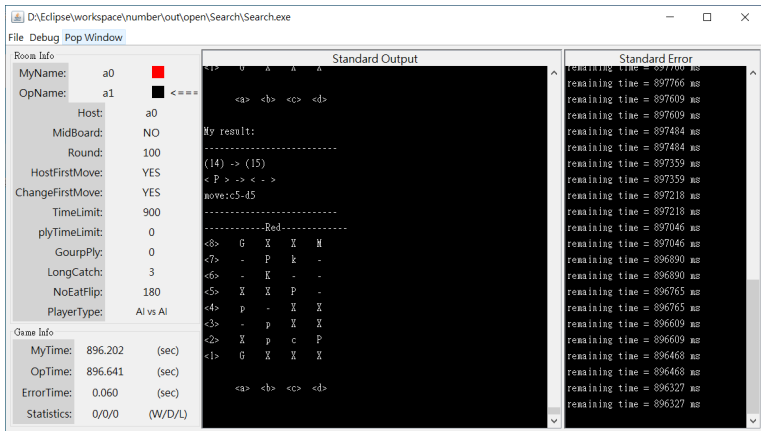 D:\Eclipse\workspace\number\out\open\Search\Search.exe
File Debug Pop Window
Room Info
MyName: a0
OpName: a1 <===
Host: a0
MidBoard: NO
Round: 100
HostFirstMove: YES
ChangeFirstMove: YES
TimeLimit: 900
plyTimeLimit: 0
GourpPly: 0
LongCatch: 3
NoEatFlip: 180
PlayerType: AI vs AI
Game Info
MyTime: 896.202 (sec)
OpTime: 896.641 (sec)
ErrorTime: 0.060 (sec)
Statistics: 0/0/0 (W/D/L)
Standard Output
<1> G X X X
<a> <b> <c> <d>
My result:
-------------------------
(14) -> (15)
< P > -> < - >
move:c5-d5
-------------------------
------------Red-------------
<8> G X X M
<7> - P k -
<6> - K - -
<5> X X P -
<4> p - X X
<3> - p X X
<2> X p c P
<1> G X X X
<a> <b> <c> <d>
Standard Error
remaining time = 897766 ms
remaining time = 897766 ms
remaining time = 897609 ms
remaining time = 897609 ms
remaining time = 897484 ms
remaining time = 897484 ms
remaining time = 897359 ms
remaining time = 897359 ms
remaining time = 897218 ms
remaining time = 897218 ms
remaining time = 897046 ms
remaining time = 897046 ms
remaining time = 896890 ms
remaining time = 896890 ms
remaining time = 896765 ms
remaining time = 896765 ms
remaining time = 896609 ms
remaining time = 896609 ms
remaining time = 896468 ms
remaining time = 896468 ms
remaining time = 896327 ms
remaining time = 896327 ms